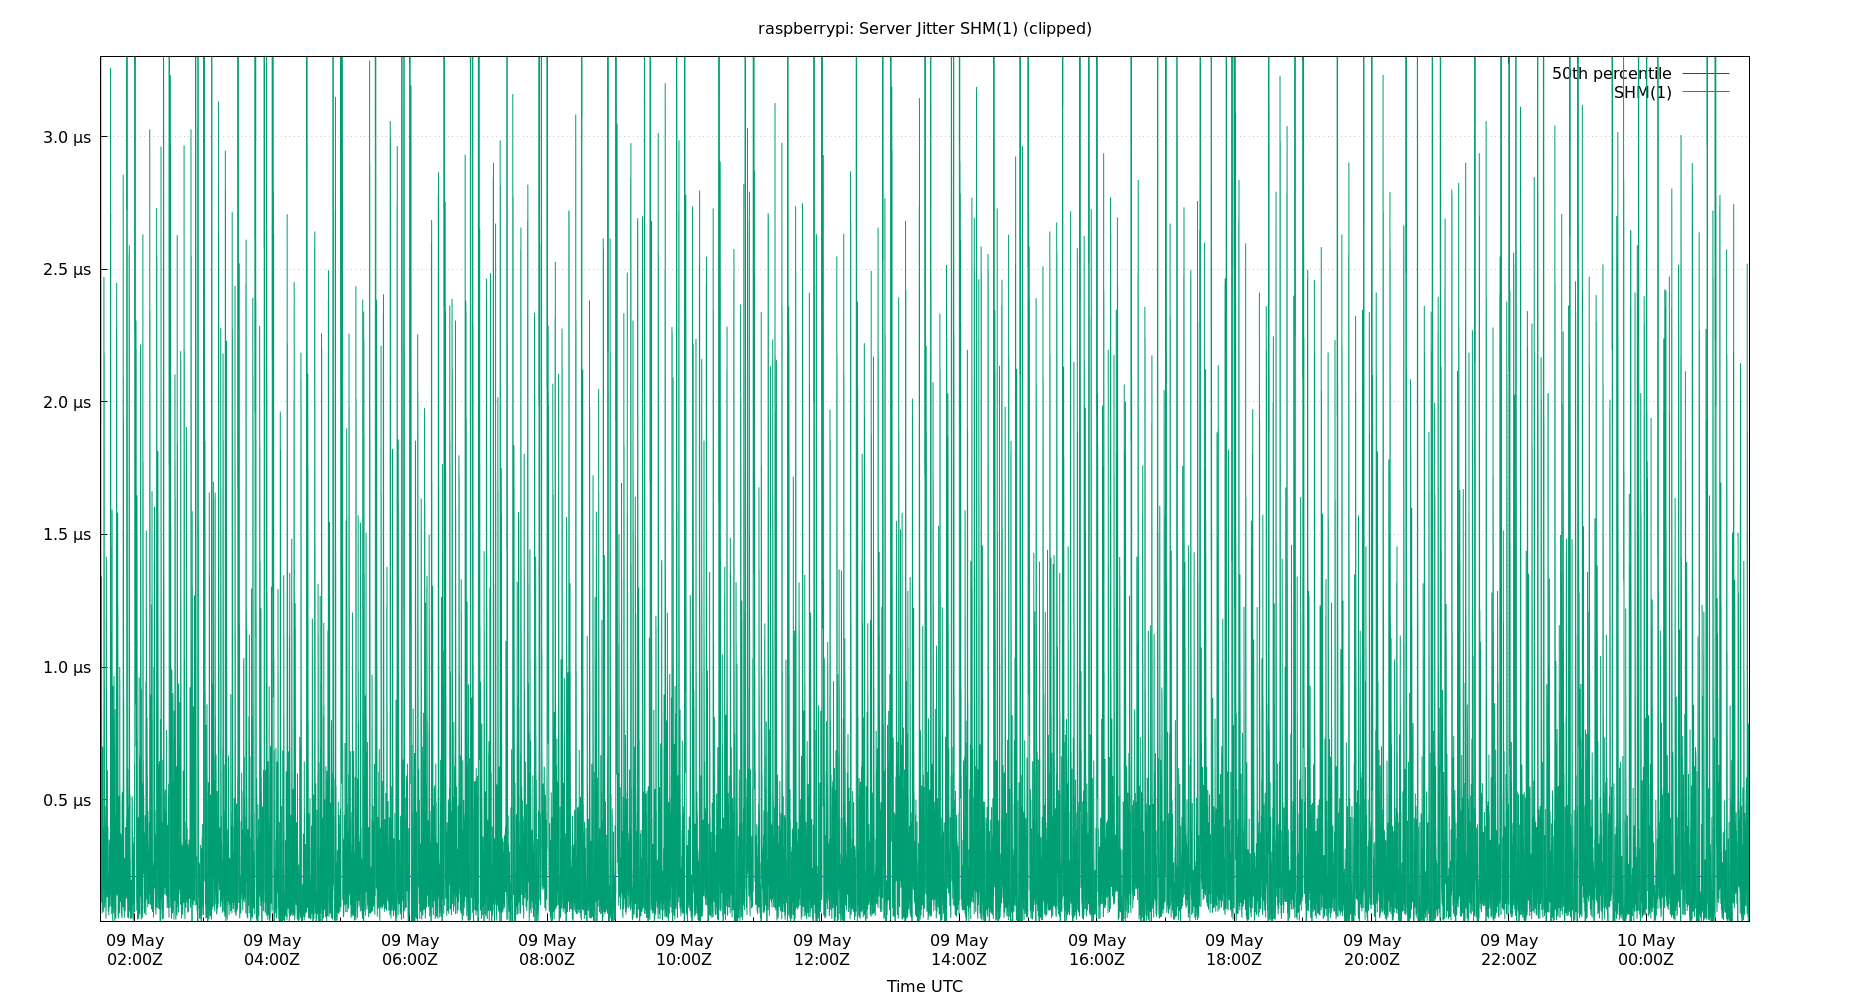 raspberrypi: Server Jitter SHM(1) (clipped)
50th percentile
SHM(1)
3.0 µs
2.5 µs
2.0 µs
1.5 µs
1.0 µs
0.5 µs
09 May 09 May 09 May 09 May 09 May 09 May 09 May 09 May 09 May 09 May 09 May 10 May
02:00Z 04:00Z 06:00Z 08:00Z 10:00Z 12:00Z 14:00Z 16:00Z 18:00Z 20:00Z 22:00Z 00:00Z
Time UTC